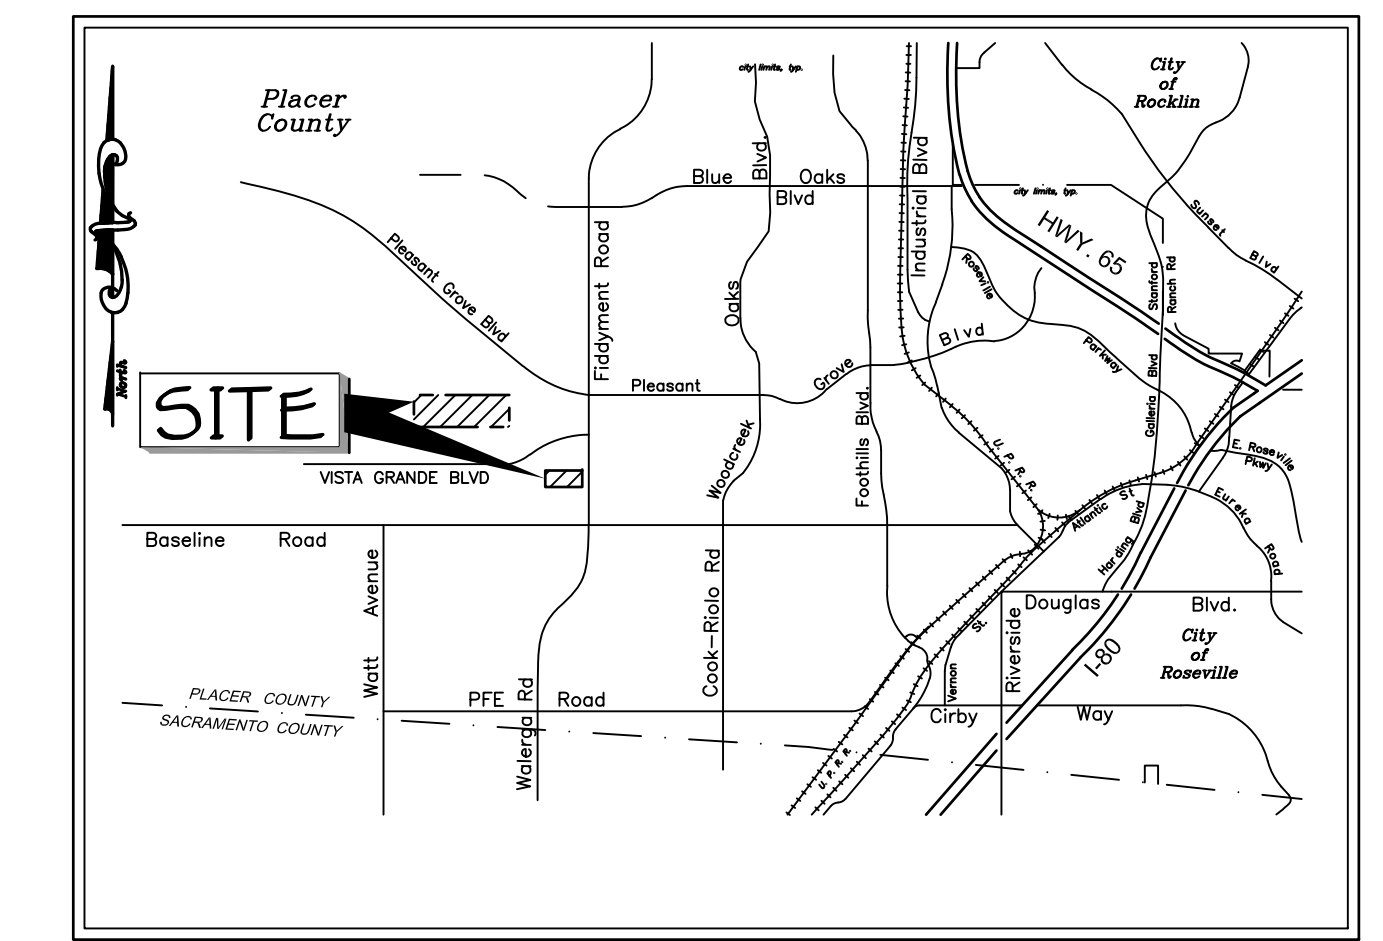 city limits, typ.
City
of
Rocklin
Placer
County
Blvd.
Industrial Blvd
Blue Oaks
Blvd
city limits, typ.
Sunset Blvd
HWY. 65
Pleasant Grove Blvd
Fiddyment Road
Oaks
Roseville
Parkway
Stanford
Ranch Rd
North
SITE
Pleasant Grove Blvd
Galleria Blvd
Woodcreek
Foothills Blvd.
U. P. R. R.
E. Roseville
Pkwy
VISTA GRANDE BLVD
Atlantic St
Eureka Road
Harding Blvd
Baseline Road
Watt Avenue
Cook-Riolo Rd
Douglas Blvd.
St.
Vernon
Riverside
I-80
City
of
Roseville
PLACER COUNTY
SACRAMENTO COUNTY
PFE Road
Walerga Rd
Cirby Way
U. P. R. R.